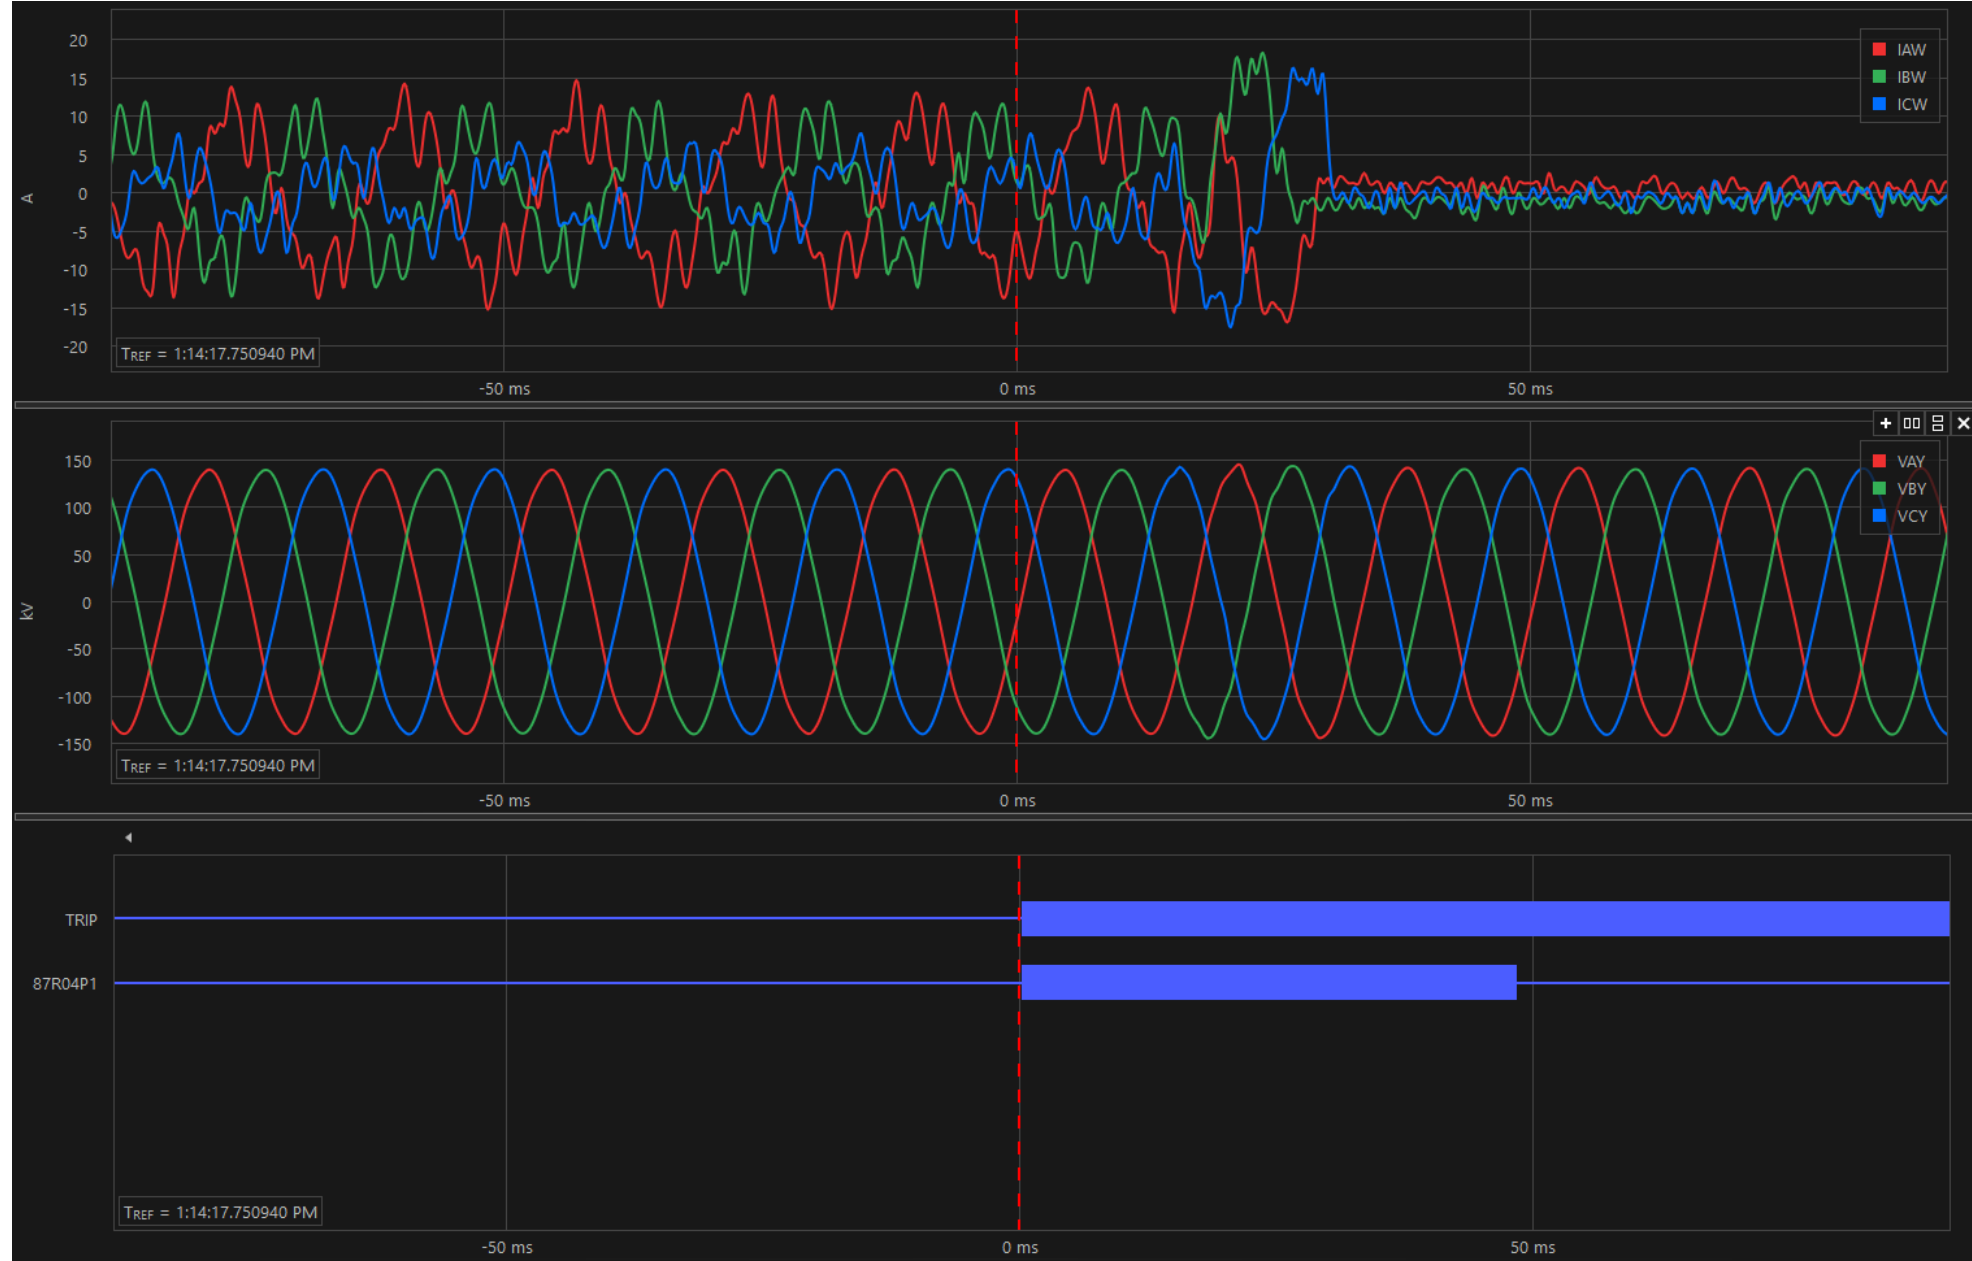 20
15
10
5
0
-5
-10
-15
-20
A
IAW
IBW
ICW
TREF = 1:14:17.750940 PM
-50 ms 0 ms 50 ms
150
100
50
0
-50
-100
-150
kV
VAY
VBY
VCY
TREF = 1:14:17.750940 PM
-50 ms 0 ms 50 ms
TRIP
87R04P1
TREF = 1:14:17.750940 PM
-50 ms 0 ms 50 ms